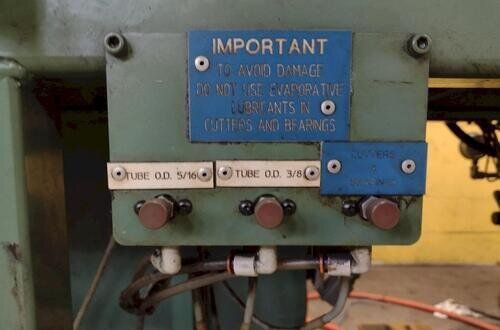 IMPORTANT
TO AVOID DAMAGE
DO NOT USE EVAPORATIVE
LUBRICANTS IN
CUTTERS AND BEARINGS
TUBE O.D. 5/16
TUBE O.D. 3/8
CUTTERS
&
BEARINGS